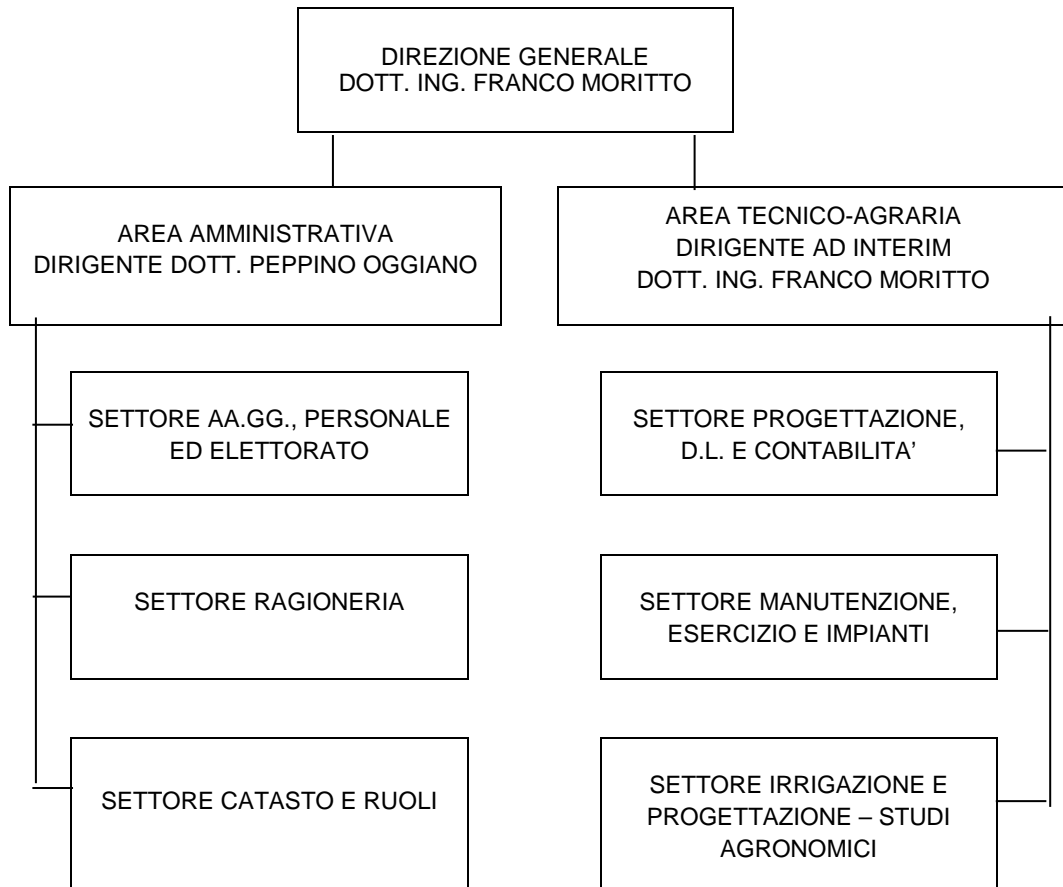 DIREZIONE GENERALE
DOTT. ING. FRANCO MORITTO
AREA AMMINISTRATIVA
DIRIGENTE DOTT. PEPPINO OGGIANO
AREA TECNICO-AGRARIA
DIRIGENTE AD INTERIM
DOTT. ING. FRANCO MORITTO
SETTORE AA.GG., PERSONALE
ED ELETTORATO
SETTORE PROGETTAZIONE,
D.L. E CONTABILITA’
SETTORE RAGIONERIA
SETTORE MANUTENZIONE,
ESERCIZIO E IMPIANTI
SETTORE CATASTO E RUOLI
SETTORE IRRIGAZIONE E
PROGETTAZIONE – STUDI
AGRONOMICI